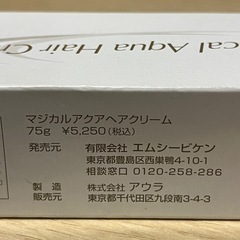 cal Aqua Hair Cr
マジカルアクアヘアクリーム
75g ¥5,250(税込)
発売元 有限会社 エムシービケン
東京都豊島区西巣鴨4-10-1
相談窓口 0120-258-286
製造
販売元 株式会社 アウラ
東京都千代田区九段南3-4-3